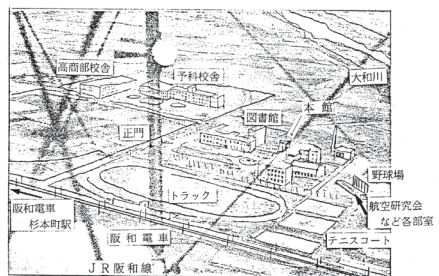 高商部校舎
予科校舎
大和川
本館
図書館
正門
野球場
トラック
航空研究会
など各部室
阪和電車
杉本町駅
阪和電車
テニスコート
JR阪和線